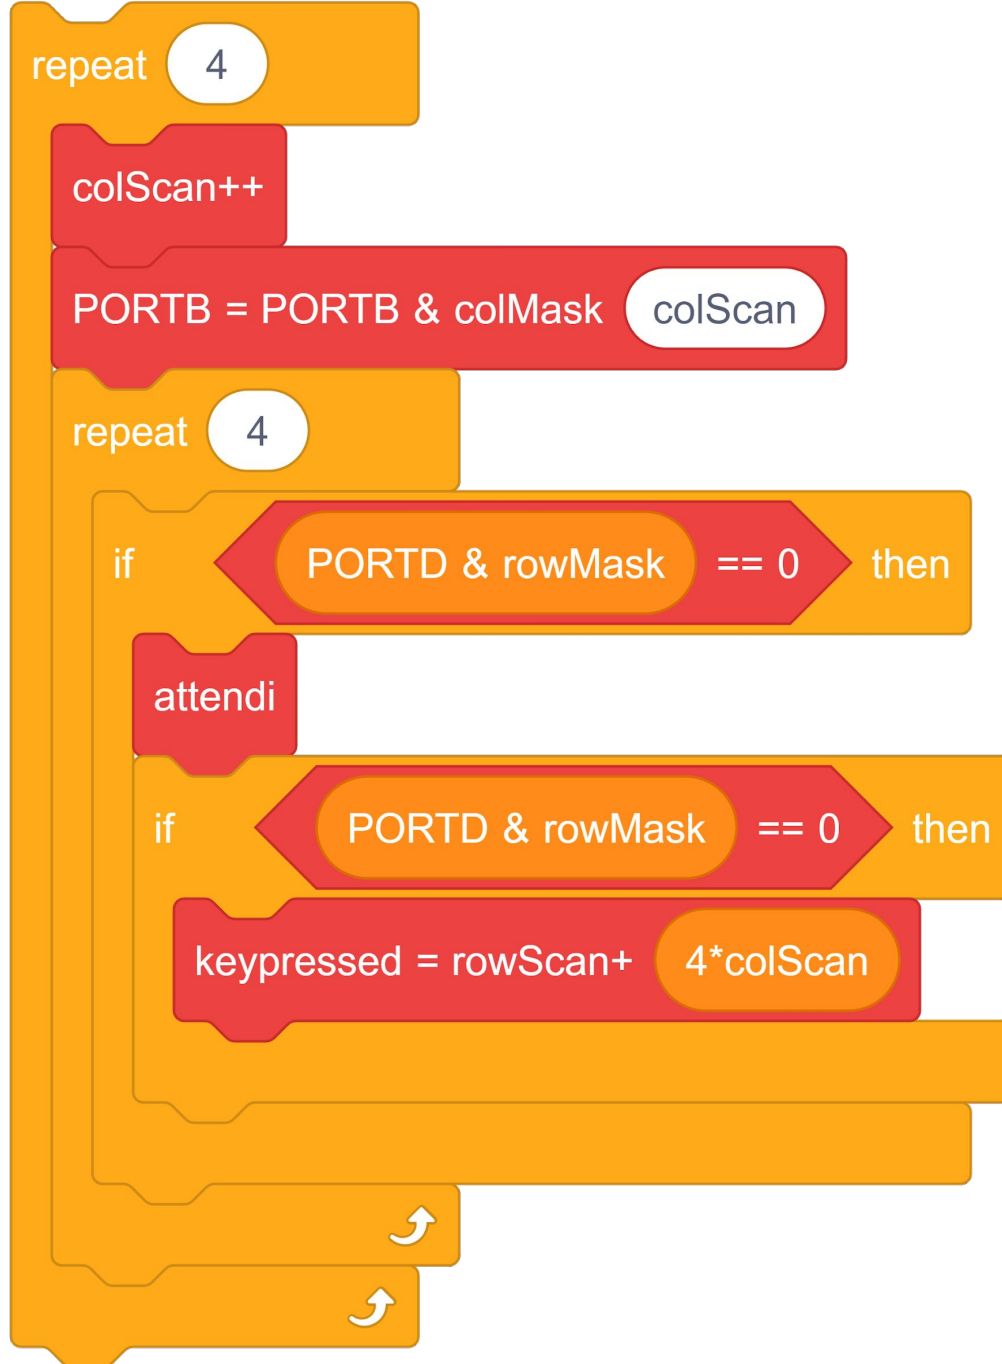 repeat 4
colScan++
PORTB = PORTB & colMask colScan
repeat 4
if PORTD & rowMask == 0 then
attendi
if PORTD & rowMask == 0 then
keypressed = rowScan+ 4*colScan